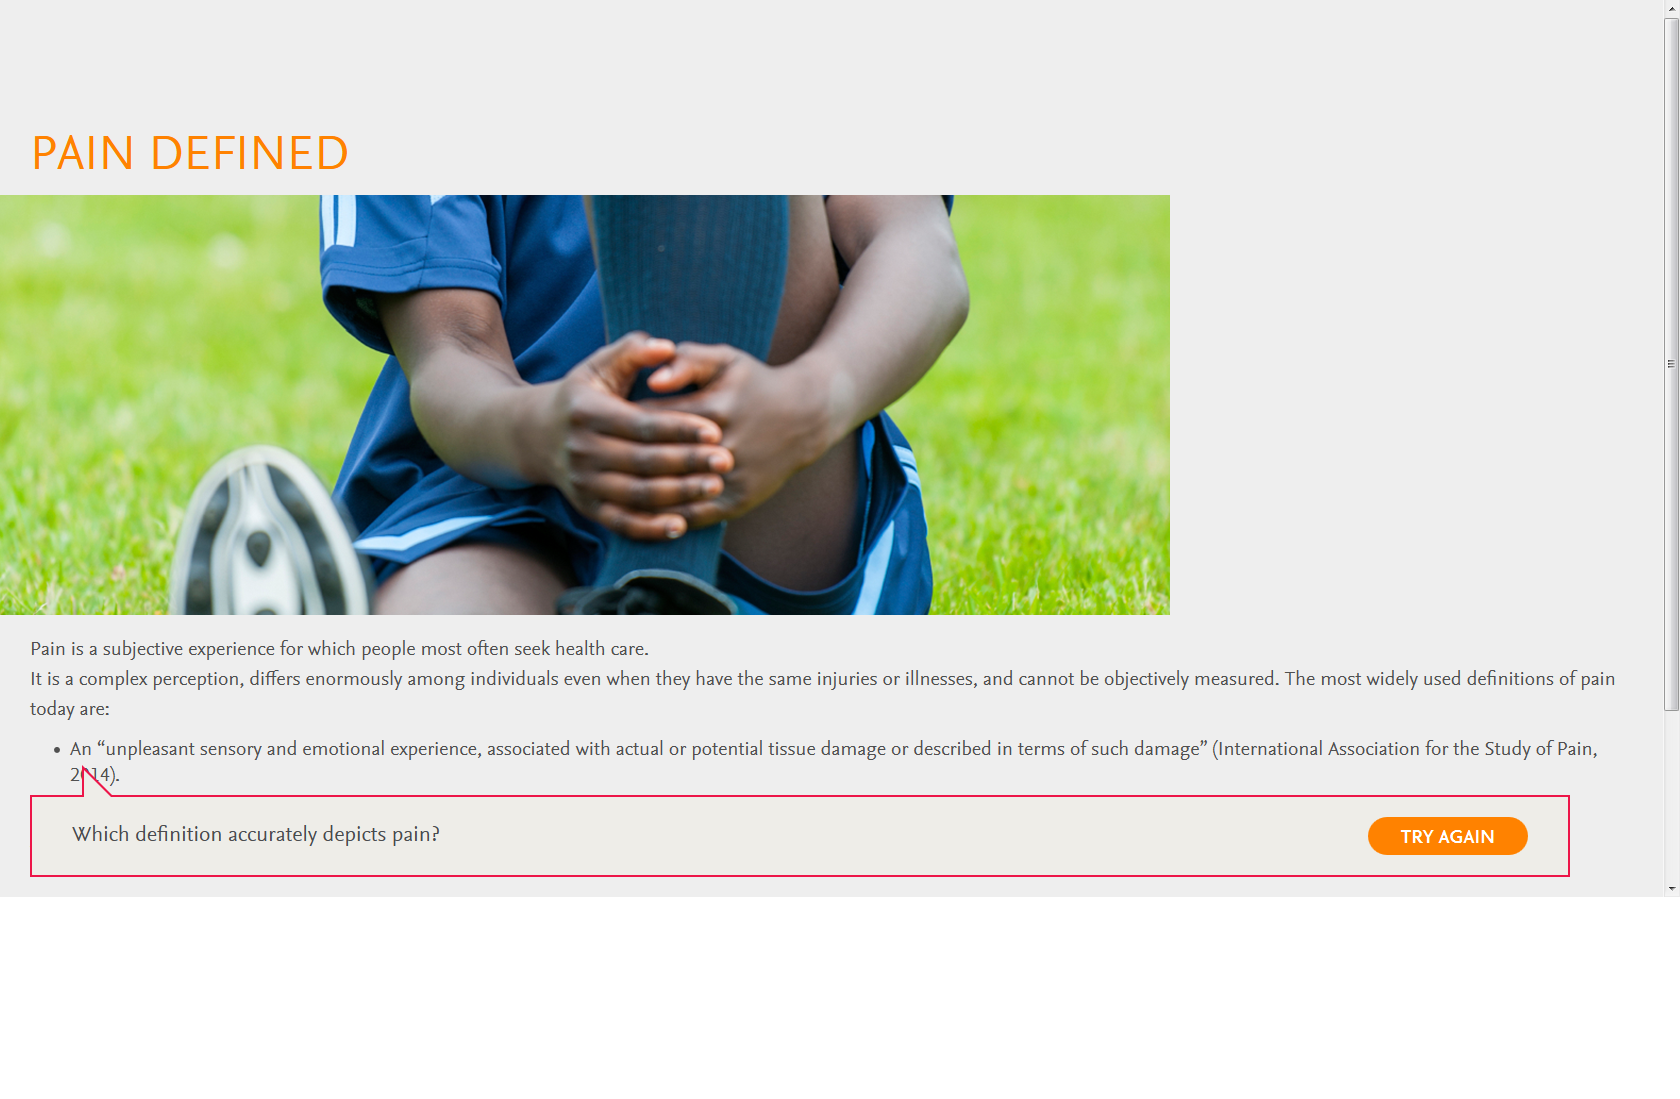 PAIN DEFINED
Pain is a subjective experience for which people most often seek health care.
It is a complex perception, differs enormously among individuals even when they have the same injuries or illnesses, and cannot be objectively measured. The most widely used definitions of pain
today are:
• An “unpleasant sensory and emotional experience, associated with actual or potential tissue damage or described in terms of such damage” (International Association for the Study of Pain,
2014).
Which definition accurately depicts pain?
TRY AGAIN